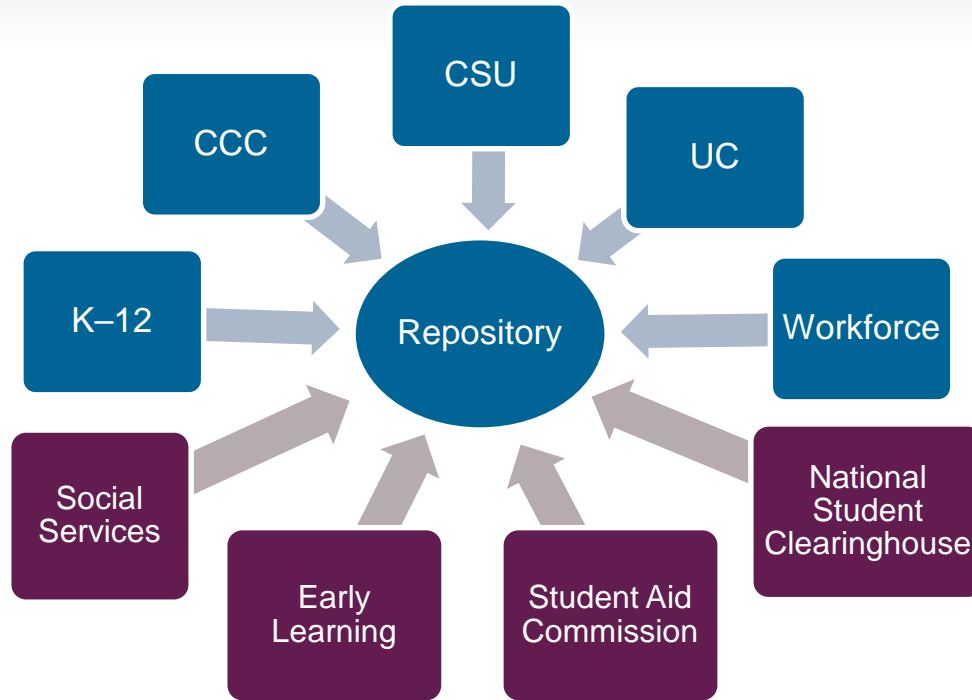 CSU
CCC
UC
K–12
Repository
Workforce
Social
Services
Early
Learning
Student Aid
Commission
National
Student
Clearinghouse